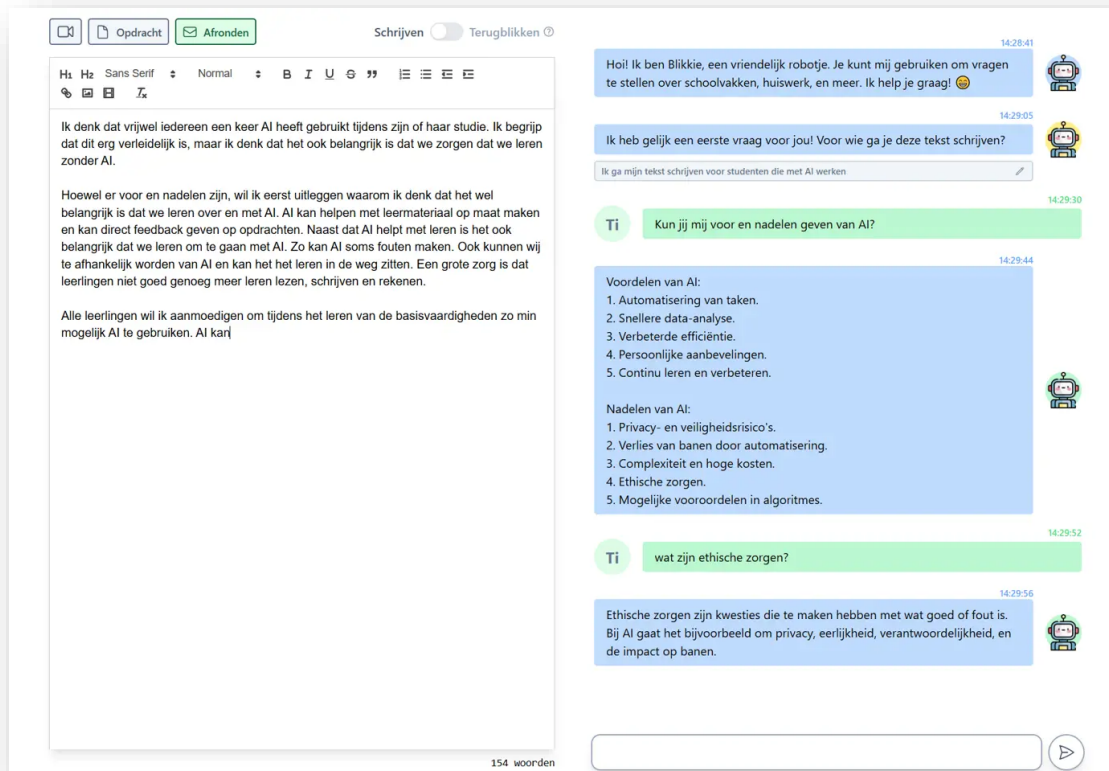 Opdracht
Afronden
Schrijven
Terugblikken
H1 H2 Sans Serif Normal B I U S
Ik denk dat vrijwel iedereen een keer AI heeft gebruikt tijdens zijn of haar studie. Ik begrijp
dat dit erg verleidelijk is, maar ik denk dat het ook belangrijk is dat we zorgen dat we leren
zonder AI.
Hoewel er voor en nadelen zijn, wil ik eerst uitleggen waarom ik denk dat het wel
belangrijk is dat we leren over en met AI. AI kan helpen met leermateriaal op maat maken
en kan direct feedback geven op opdrachten. Naast dat AI helpt met leren is het ook
belangrijk dat we leren om te gaan met AI. Zo kan AI soms fouten maken. Ook kunnen wij
te afhankelijk worden van AI en kan het het leren in de weg zitten. Een grote zorg is dat
leerlingen niet goed genoeg meer leren lezen, schrijven en rekenen.
Alle leerlingen wil ik aanmoedigen om tijdens het leren van de basisvaardigheden zo min
mogelijk AI te gebruiken. AI kan
154 woorden
14:28:41
Hoi! Ik ben Blikkie, een vriendelijk robotje. Je kunt mij gebruiken om vragen
te stellen over schoolvakken, huiswerk, en meer. Ik help je graag! 😄
14:29:05
Ik heb gelijk een eerste vraag voor jou! Voor wie ga je deze tekst schrijven?
Ik ga mijn tekst schrijven voor studenten die met AI werken
14:29:30
Ti
Kun jij mij voor en nadelen geven van AI?
14:29:44
Voordelen van AI:
1. Automatisering van taken.
2. Snellere data-analyse.
3. Verbeterde efficiëntie.
4. Persoonlijke aanbevelingen.
5. Continu leren en verbeteren.
Nadelen van AI:
1. Privacy- en veiligheidsrisico's.
2. Verlies van banen door automatisering.
3. Complexiteit en hoge kosten.
4. Ethische zorgen.
5. Mogelijke vooroordelen in algoritmes.
14:29:52
Ti
wat zijn ethische zorgen?
14:29:56
Ethische zorgen zijn kwesties die te maken hebben met wat goed of fout is.
Bij AI gaat het bijvoorbeeld om privacy, eerlijkheid, verantwoordelijkheid, en
de impact op banen.